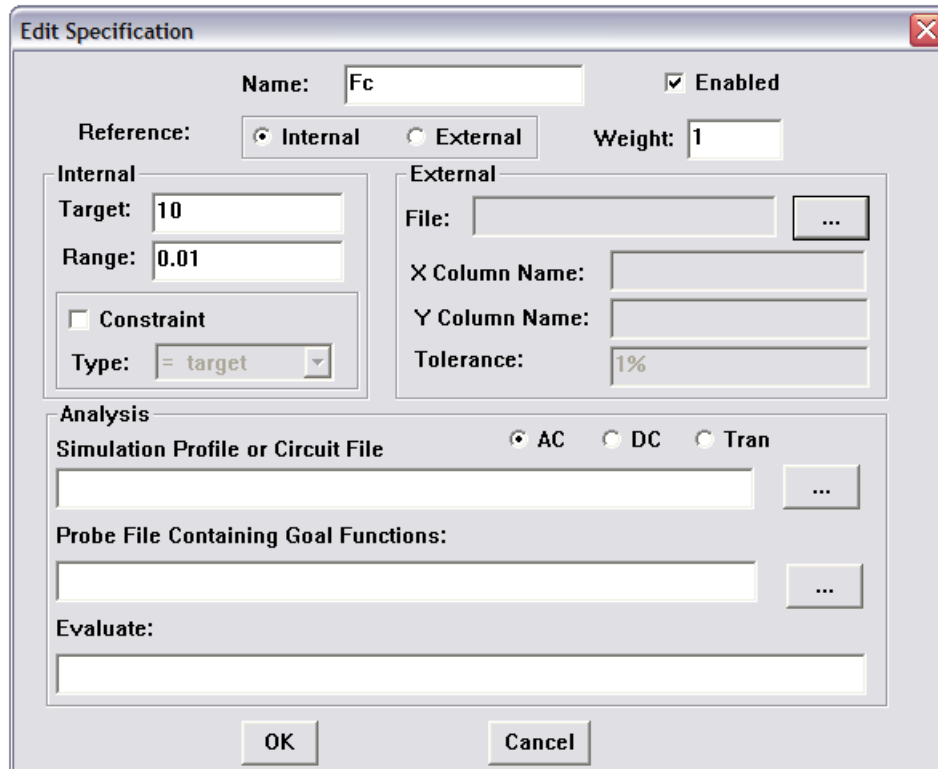 Edit Specification
Name: Fc Enabled
Reference: Internal External Weight: 1
Internal
Target: 10
Range: 0.01
Constraint
Type: = target
External
File: ...
X Column Name:
Y Column Name:
Tolerance: 1%
Analysis
Simulation Profile or Circuit File AC DC Tran
...
Probe File Containing Goal Functions:
...
Evaluate:
OK Cancel